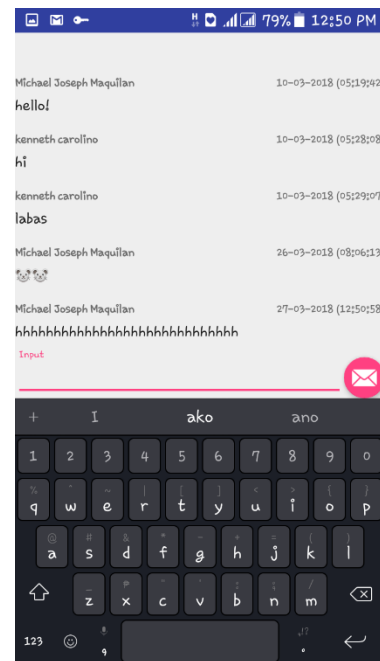 79% 12:50 PM
Michael Joseph Maquilan 10-03-2018 (05:19:42
hello!
kenneth carolino 10-03-2018 (05:28:08
hi
kenneth carolino 10-03-2018 (05:29:07
labas
Michael Joseph Maquilan 26-03-2018 (08:06:13
Michael Joseph Maquilan 27-03-2018 (12:50:58
hhhhhhhhhhhhhhhhhhhhhhhhhhhhh
Input
+ I ako ano
1 2 3 4 5 6 7 8 9 0
q w e r t y u i o p
a s d f g h j k l
z x c v b n m
123 , .